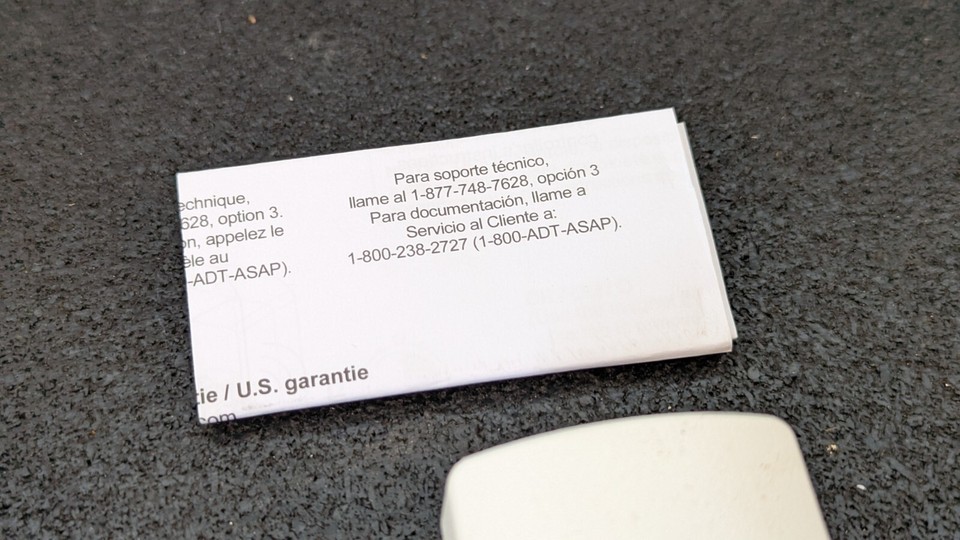 echnique,
628, option 3.
on, appelez le
èle au
-ADT-ASAP).
Para soporte técnico,
llame al 1-877-748-7628, opción 3
Para documentación, llame a
Servicio al Cliente a:
1-800-238-2727 (1-800-ADT-ASAP).
tie / U.S. garantie
.com